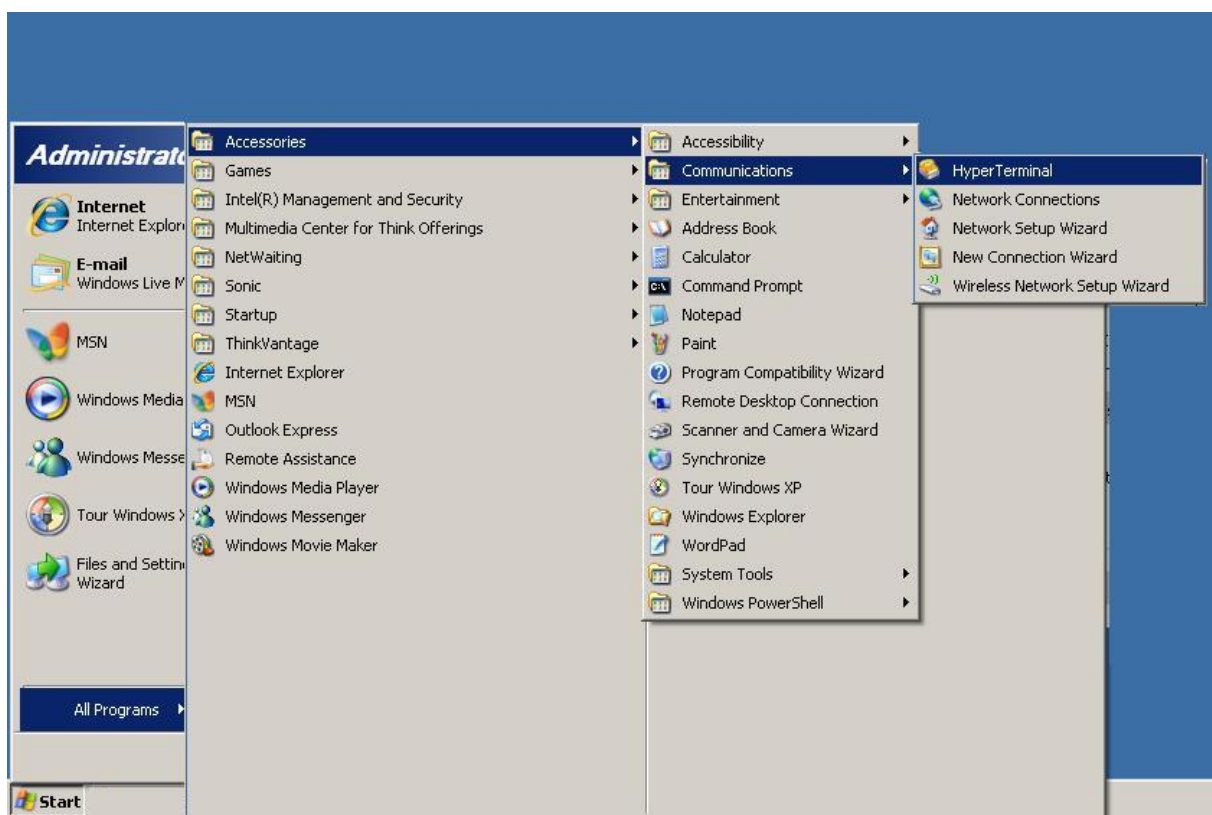 Administrato
Internet
Internet Explor
E-mail
Windows Live M
MSN
Windows Media
Windows Messe
Tour Windows X
Files and Settin
Wizard
All Programs
Start
Accessories
Games
Intel(R) Management and Security
Multimedia Center for Think Offerings
NetWaiting
Sonic
Startup
ThinkVantage
Internet Explorer
MSN
Outlook Express
Remote Assistance
Windows Media Player
Windows Messenger
Windows Movie Maker
Accessibility
Communications
Entertainment
Address Book
Calculator
Command Prompt
Notepad
Paint
Program Compatibility Wizard
Remote Desktop Connection
Scanner and Camera Wizard
Synchronize
Tour Windows XP
Windows Explorer
WordPad
System Tools
Windows PowerShell
HyperTerminal
Network Connections
Network Setup Wizard
New Connection Wizard
Wireless Network Setup Wizard